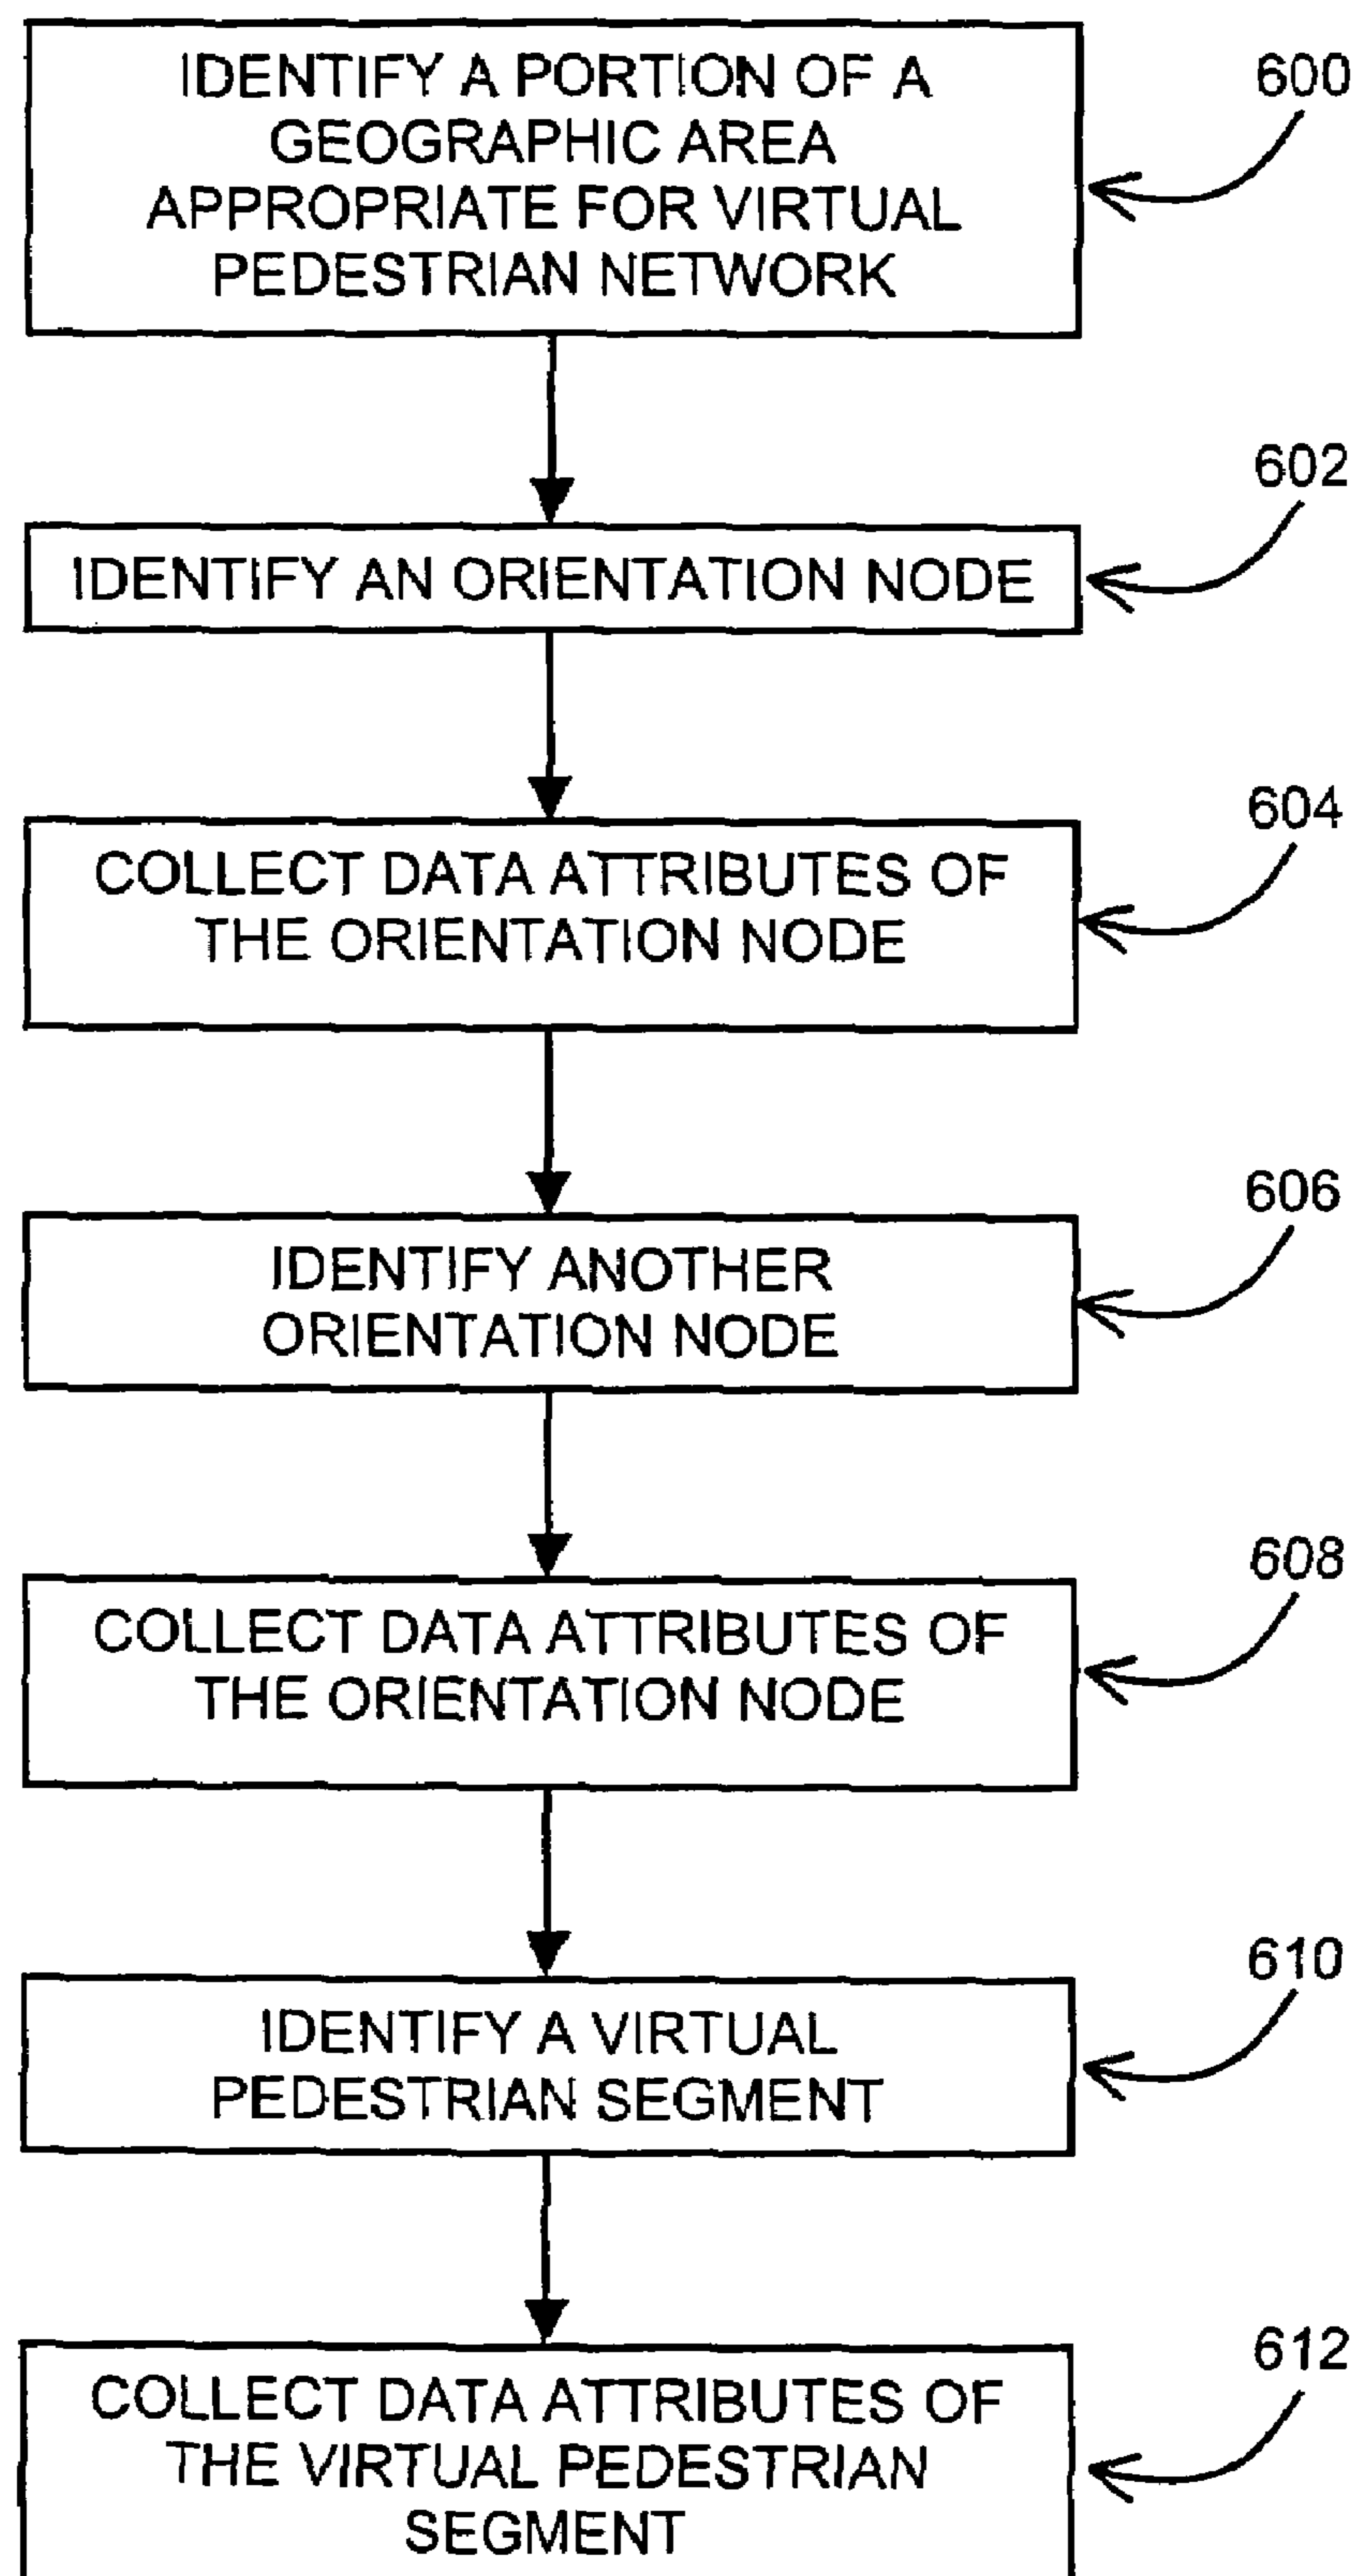 IDENTIFY A PORTION OF A
GEOGRAPHIC AREA
APPROPRIATE FOR VIRTUAL
PEDESTRIAN NETWORK
600
IDENTIFY AN ORIENTATION NODE
602
COLLECT DATA ATTRIBUTES OF
THE ORIENTATION NODE
604
IDENTIFY ANOTHER
ORIENTATION NODE
606
COLLECT DATA ATTRIBUTES OF
THE ORIENTATION NODE
608
IDENTIFY A VIRTUAL
PEDESTRIAN SEGMENT
610
COLLECT DATA ATTRIBUTES OF
THE VIRTUAL PEDESTRIAN
SEGMENT
612